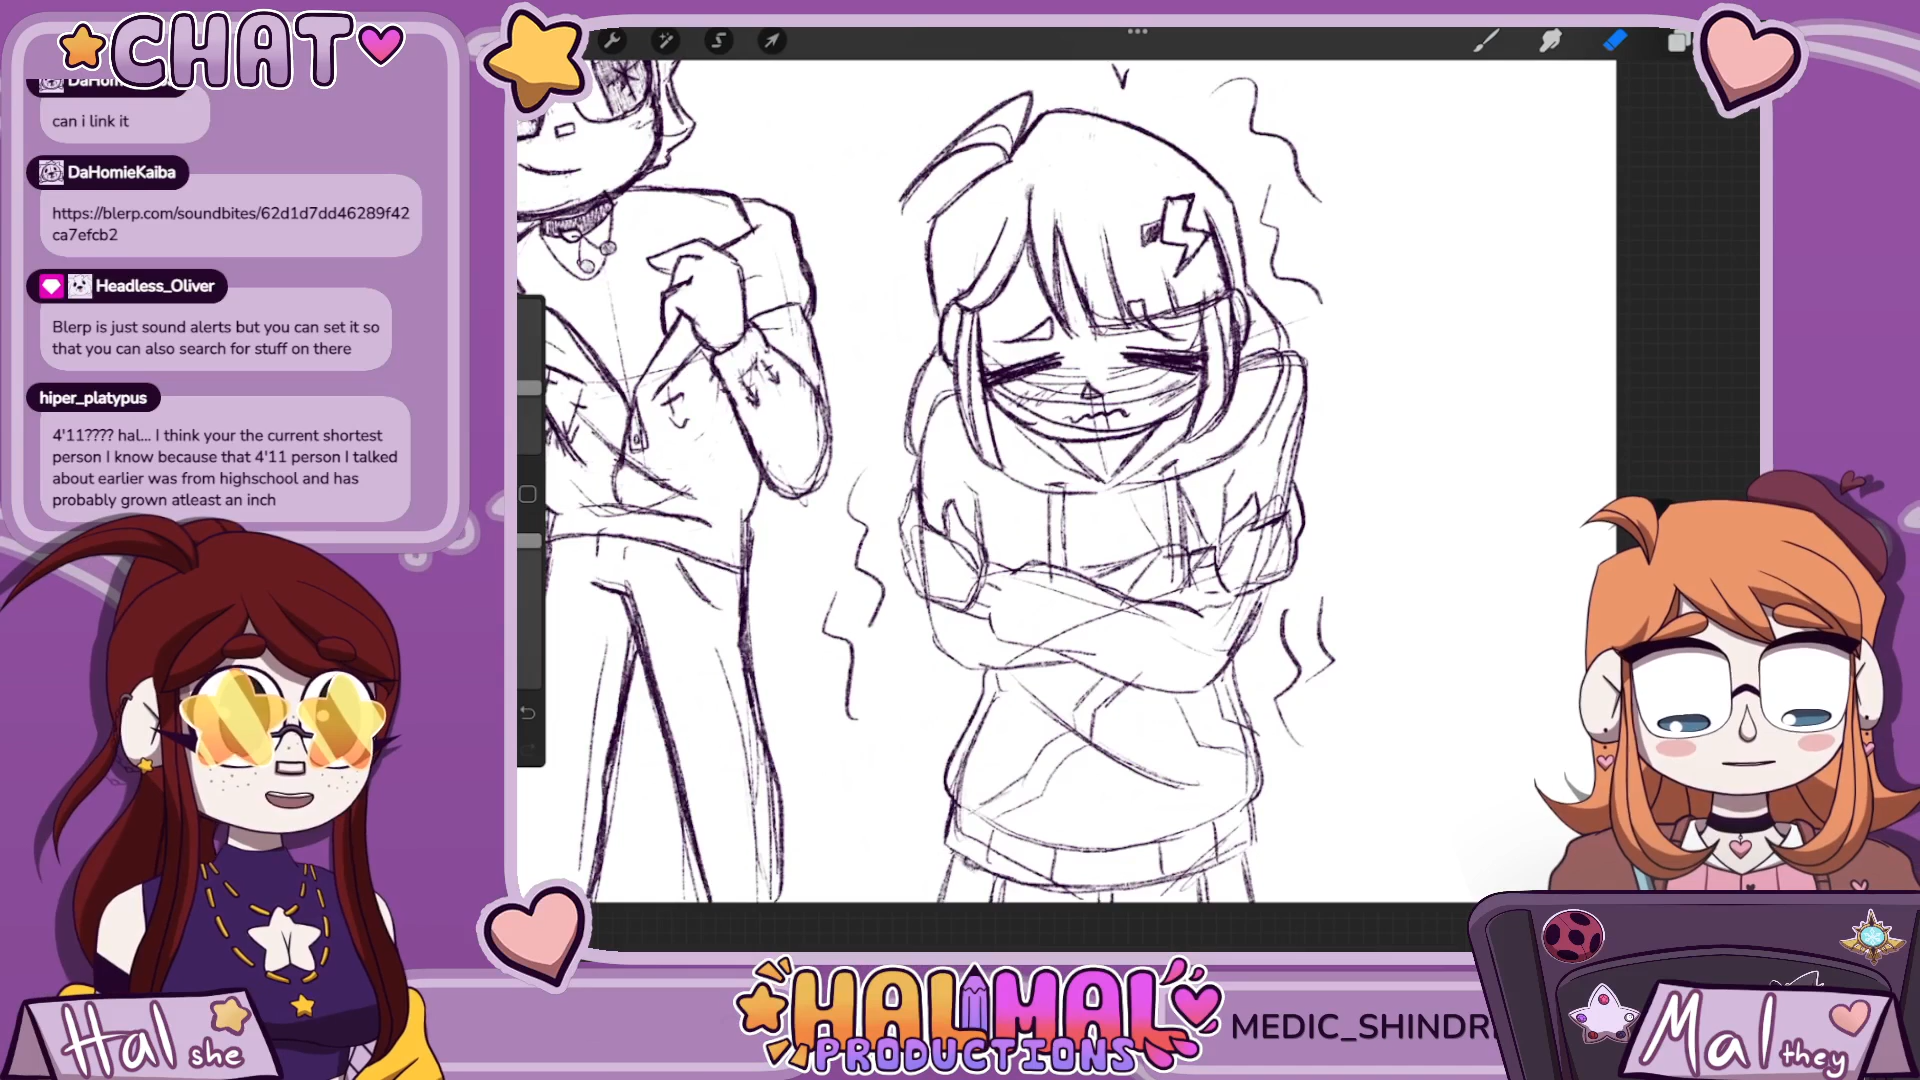 CHAT
can i link it
DaHomieKaiba
https://blerp.com/soundbites/62d1d7dd46289f42
ca7efcb2
Headless_Oliver
Blerp is just sound alerts but you can set it so
that you can also search for stuff on there
hiper_platypus
4'11???? hal... I think your the current shortest
person I know because that 4'11 person I talked
about earlier was from highschool and has
probably grown atleast an inch
Hal she
HAL MAL
PRODUCTIONS
MEDIC_SHINDR
Mal they